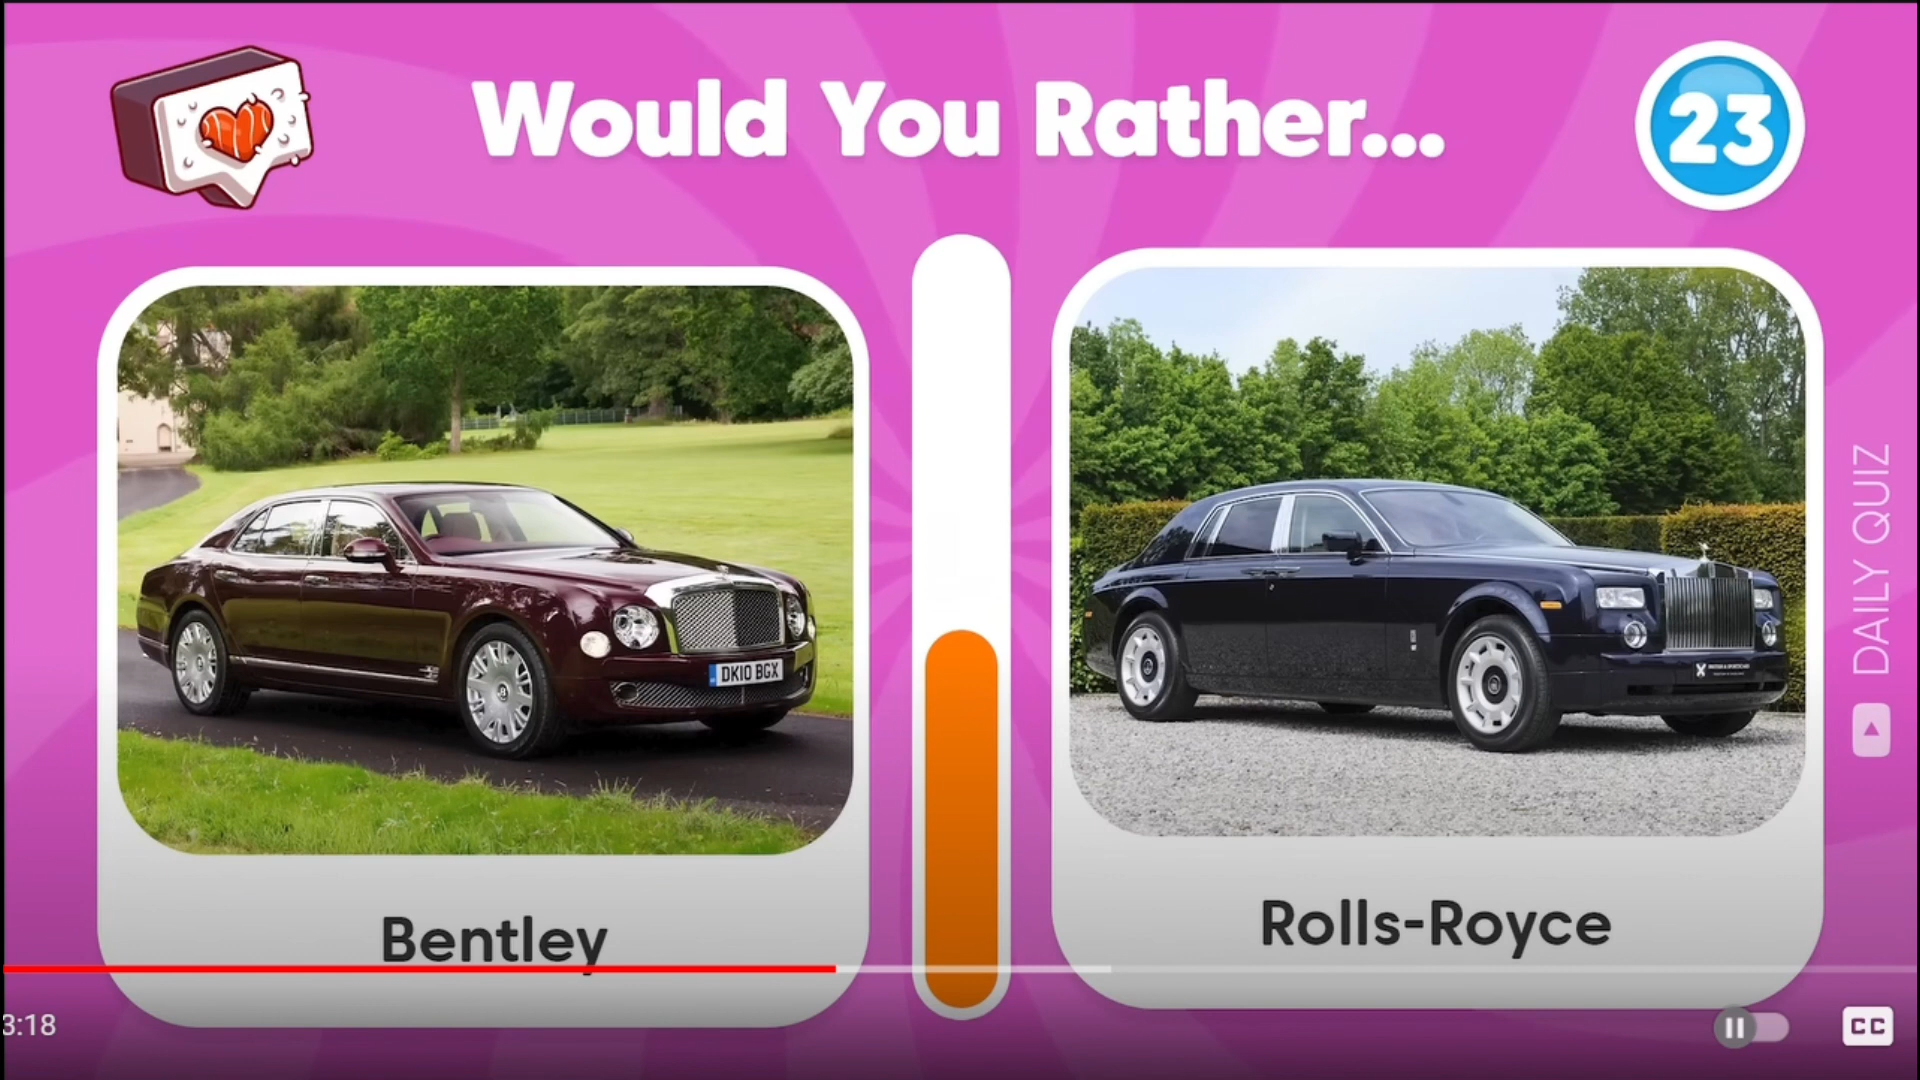 Would You Rather...
23
DK10 BGX
Bentley
Rolls-Royce
DAILY QUIZ
3:18
CC